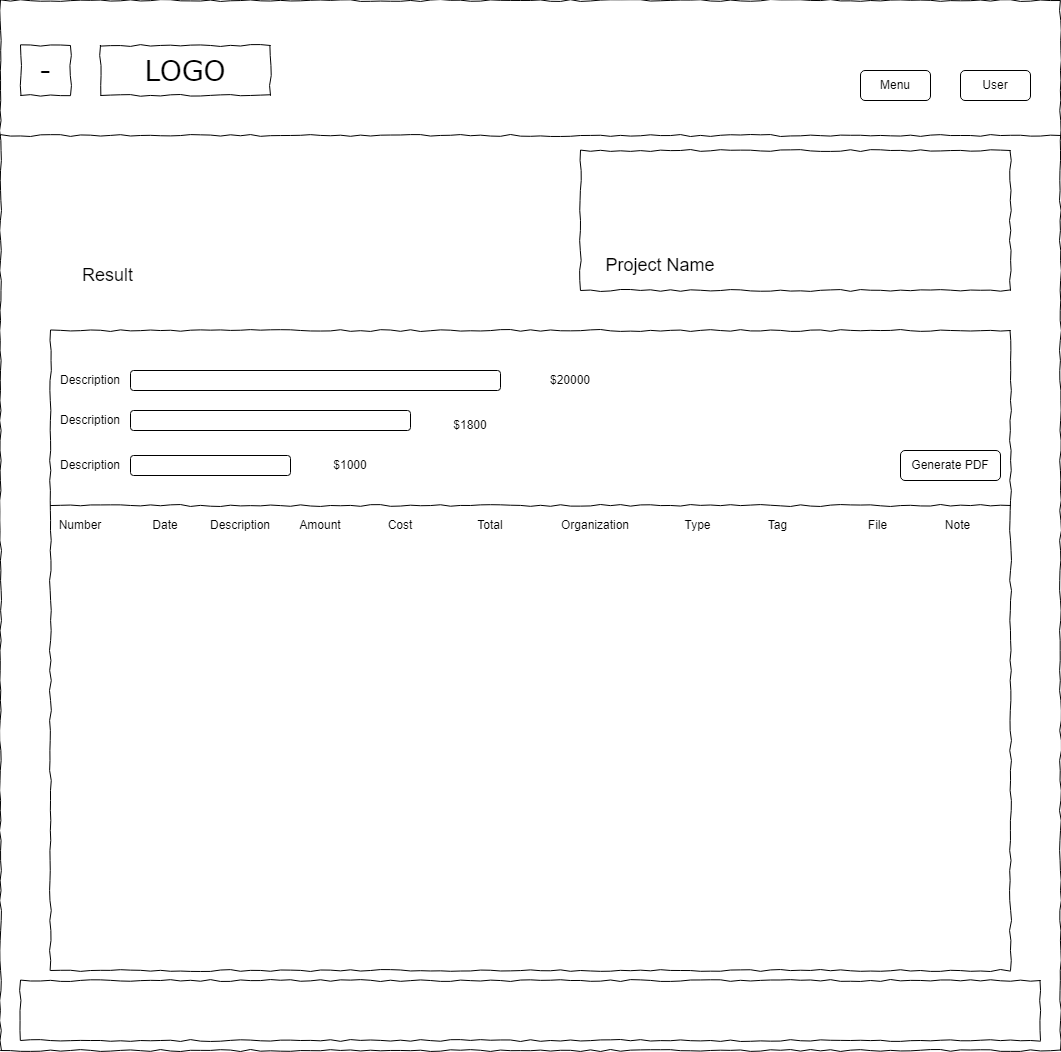 -
LOGO
Menu
User
Project Name
Result
Description
$20000
Description
$1800
Description
$1000
Generate PDF
Number Date Description Amount Cost Total Organization Type Tag File Note